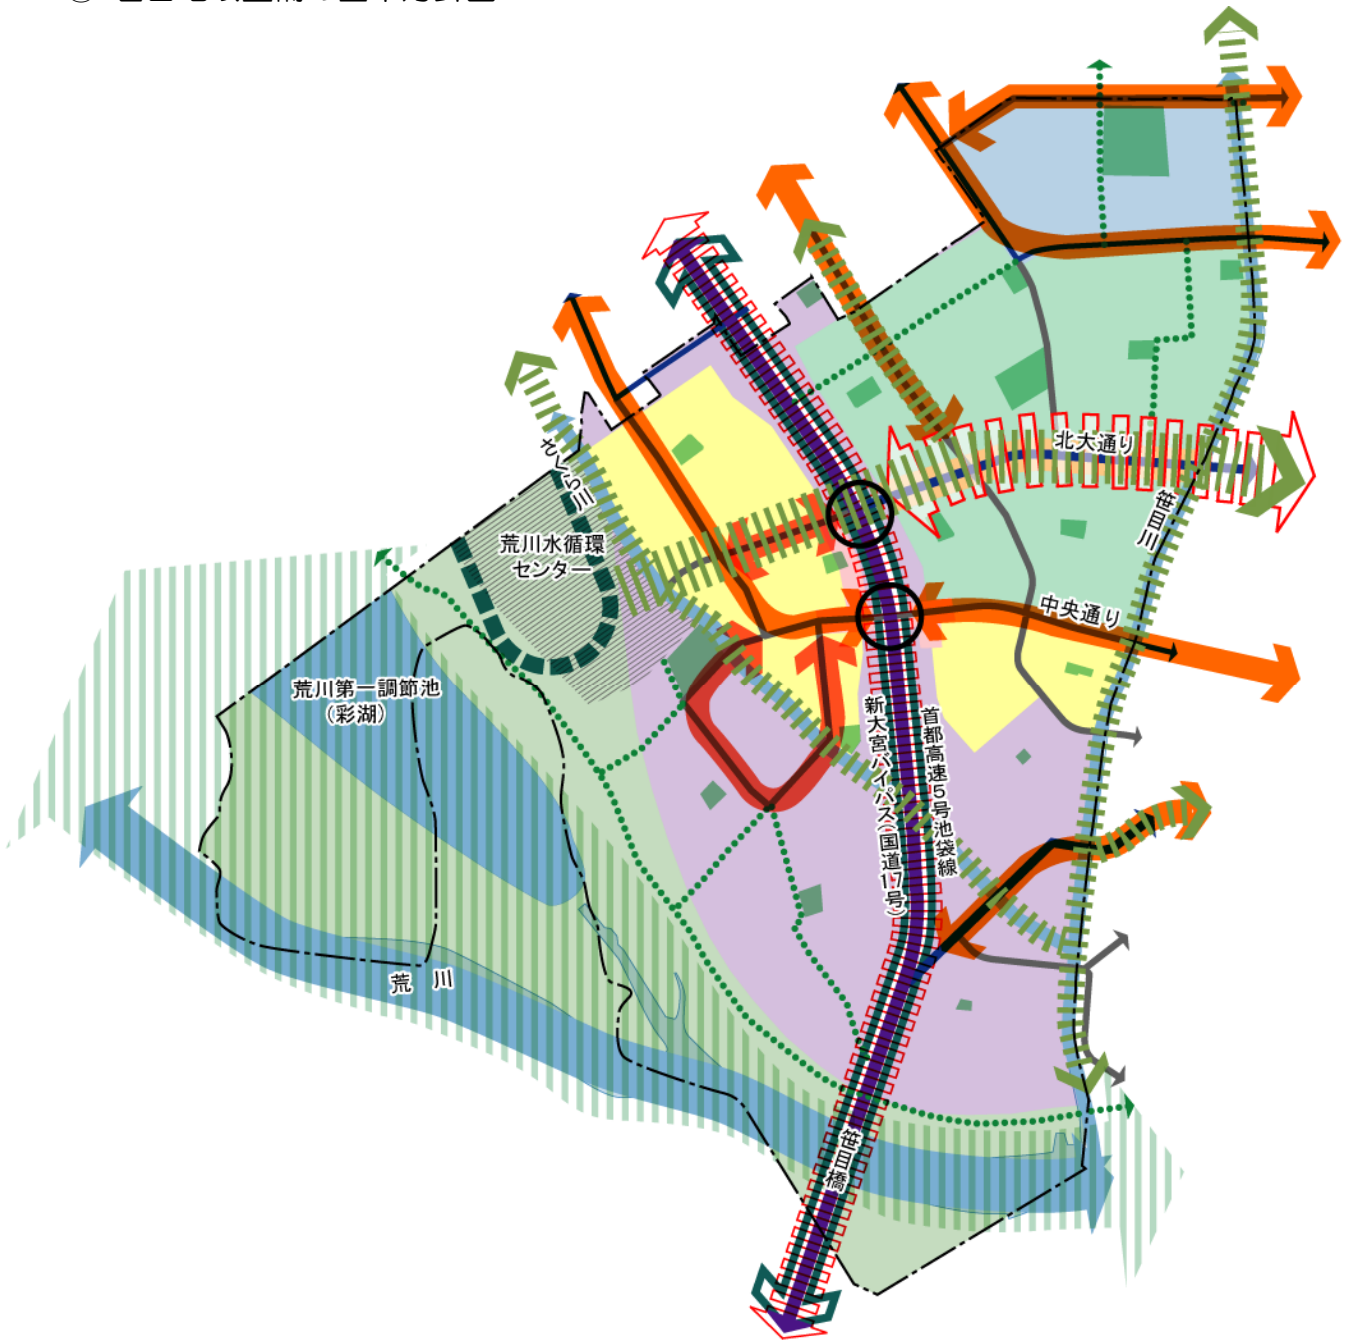 北大通り
さくら川
笹目川
荒川水循環
センター
中央通り
荒川第一調節池
（彩湖）
新大宮バイパス（国道17号）
首都高速5号池袋線
荒 川
笹目橋